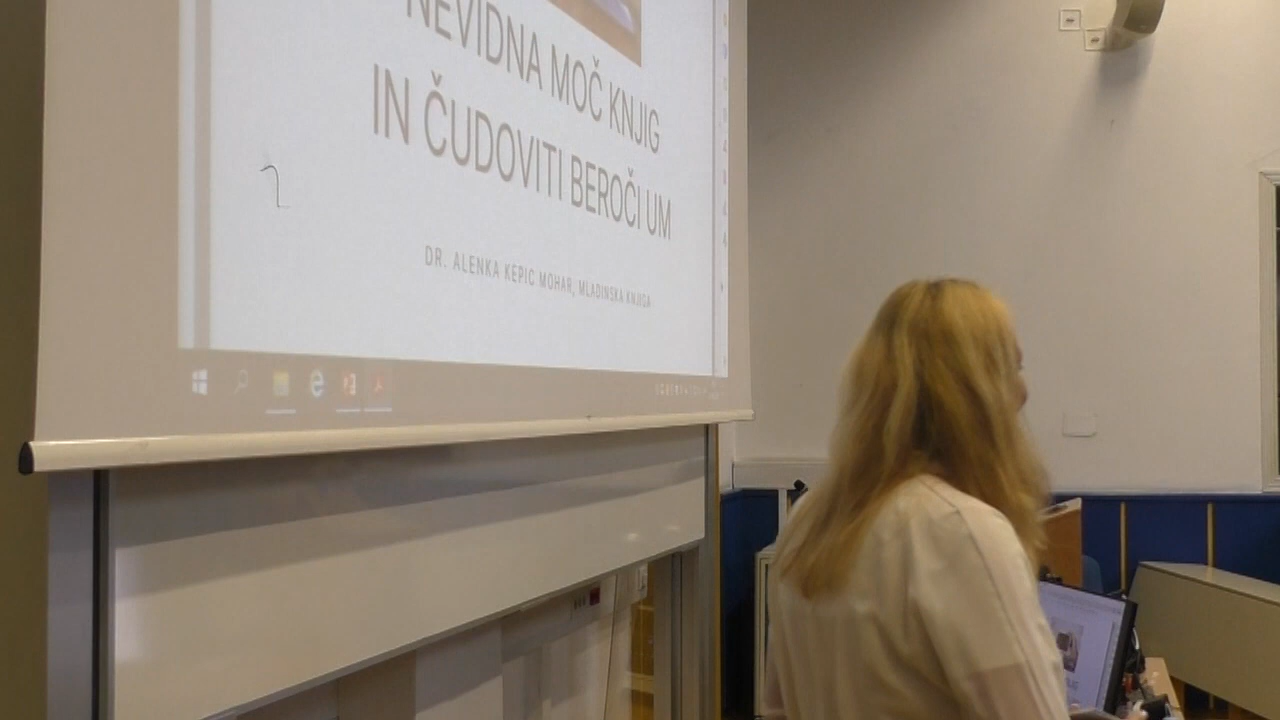 NEVIDNA MOČ KNJIG
IN ČUDOVITI BEROČI UM
DR. ALENKA KEPIC MOHAR, MLADINSKA KNJIGA